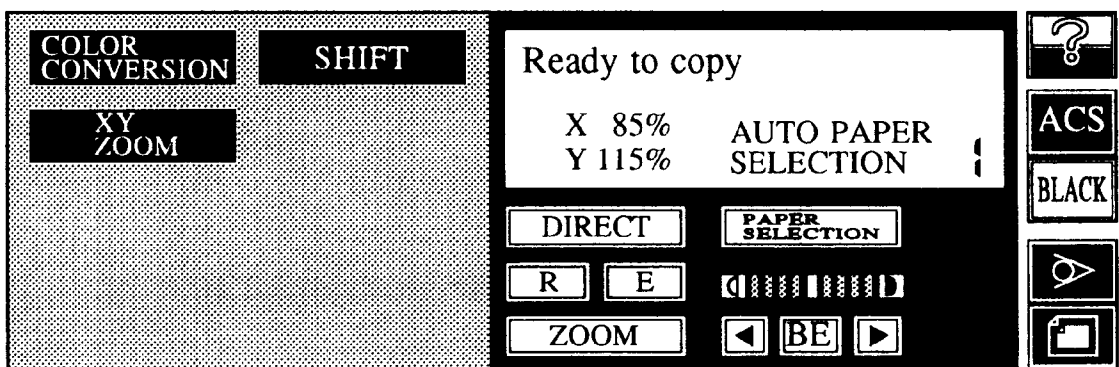 COLOR
CONVERSION
SHIFT
XY
ZOOM
Ready to copy
X 85%
Y 115%
AUTO PAPER
SELECTION
1
DIRECT
PAPER
SELECTION
R
E
ZOOM
BE
?
ACS
BLACK